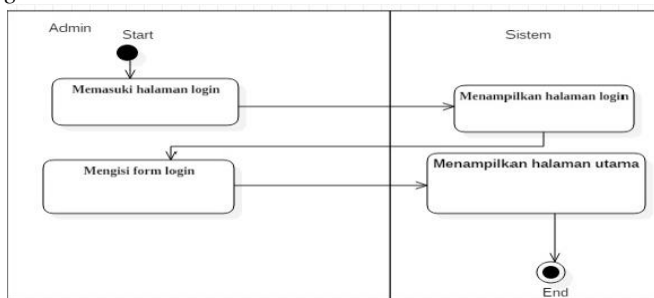 Admin
Start
Sistem
Memasuki halaman login
Menampilkan halaman login
Mengisi form login
Menampilkan halaman utama
End